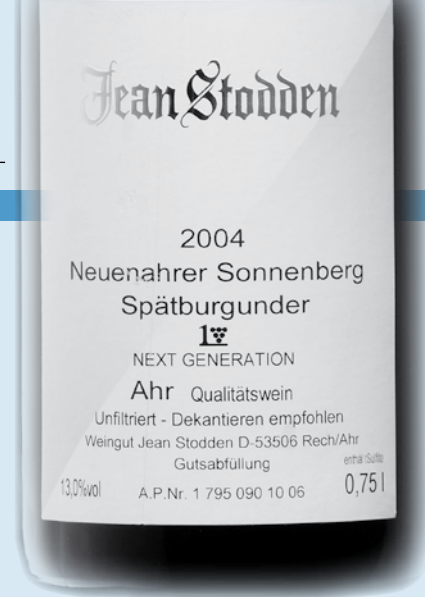 Jean Stodden
2004
Neuenahrer Sonnenberg
Spätburgunder
1
NEXT GENERATION
Ahr Qualitätswein
Unfiltriert - Dekantieren empfohlen
Weingut Jean Stodden D-53506 Rech/Ahr
Gutsabfüllung
enthält Sulfite
13,0%vol A.P.Nr. 1 795 090 10 06 0,75 l